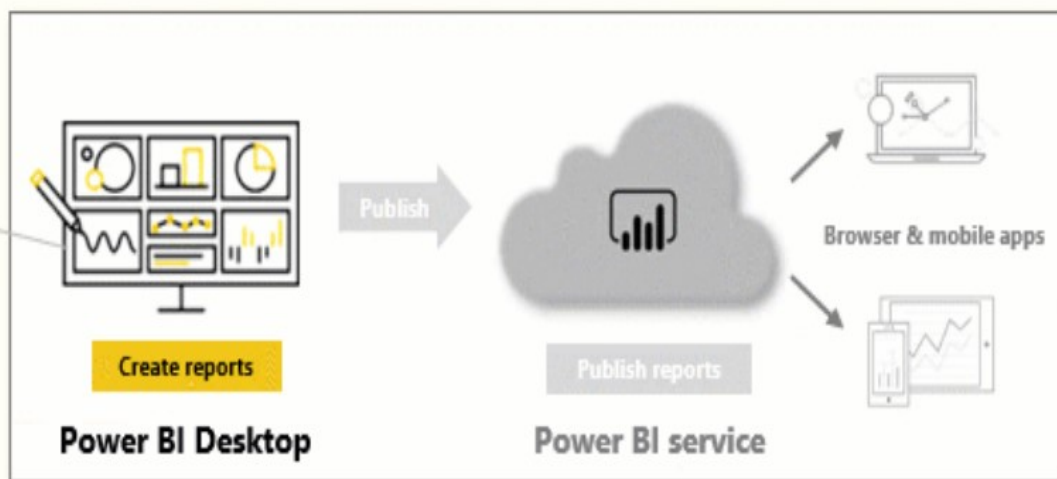 Publish
Browser & mobile apps
Create reports
Publish reports
Power BI Desktop
Power BI service